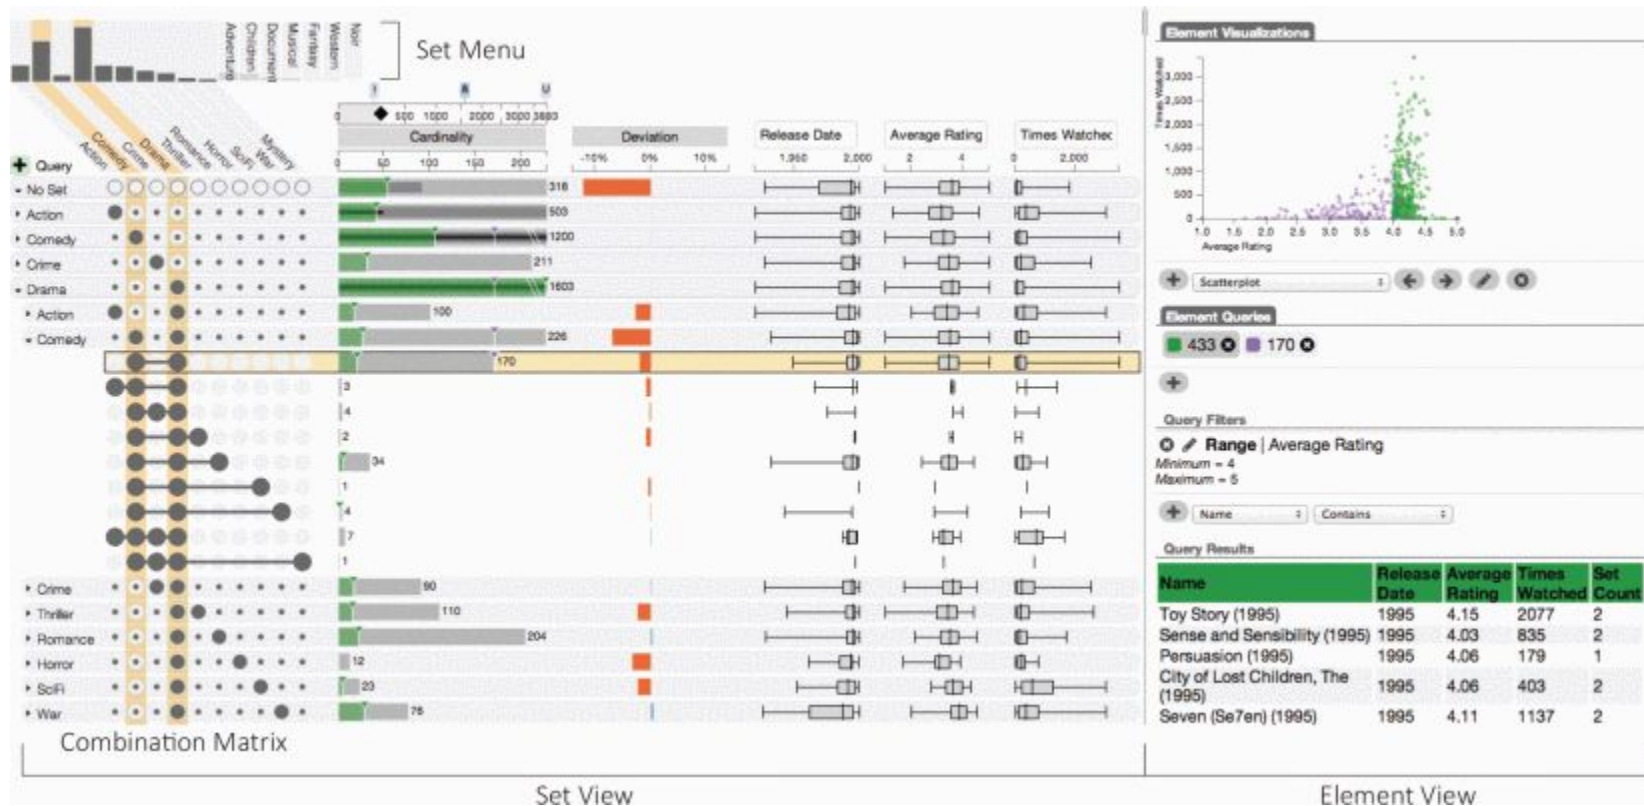 Adventure
Children
Document
Musical
Fantasy
Western
Noir
Set Menu
I
B
U
0 500 1000 2000 3000 3883
Cardinality
0 50 100 150 200
Deviation
-10% 0% 10%
Release Date
1,950 2,000
Average Rating
2 4
Times Watched
0 2,000
Action
Comedy
Crime
Drama
Thriller
Romance
Horror
SciFi
War
Mystery
Query
No Set 316
Action 503
Comedy 1200
Crime 211
Drama 1603
Action 100
Comedy 226
170
3
4
2
34
1
4
7
1
Crime 90
Thriller 110
Romance 204
Horror 12
SciFi 23
War 76
Combination Matrix
Set View
Element Visualizations
Times Watched
3,000
2,500
2,000
1,500
1,000
500
0
1.0 1.5 2.0 2.5 3.0 3.5 4.0 4.5 5.0
Average Rating
Scatterplot
Element Queries
433 170
Query Filters
Range | Average Rating
Minimum = 4
Maximum = 5
Name Contains
Query Results
Name Release Date Average Rating Times Watched Set Count
Toy Story (1995) 1995 4.15 2077 2
Sense and Sensibility (1995) 1995 4.03 835 2
Persuasion (1995) 1995 4.06 179 1
City of Lost Children, The (1995) 1995 4.06 403 2
Seven (Se7en) (1995) 1995 4.11 1137 2
Element View